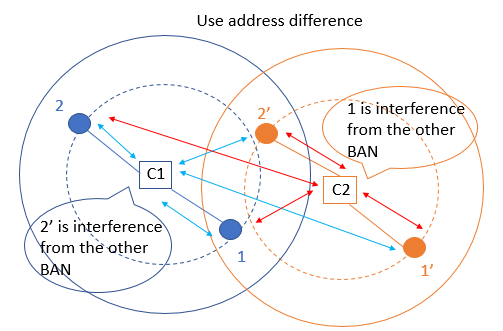 Use address difference
2
2’
1 is interference
from the other
BAN
C1
C2
2’ is interference
from the other
BAN
1
1’